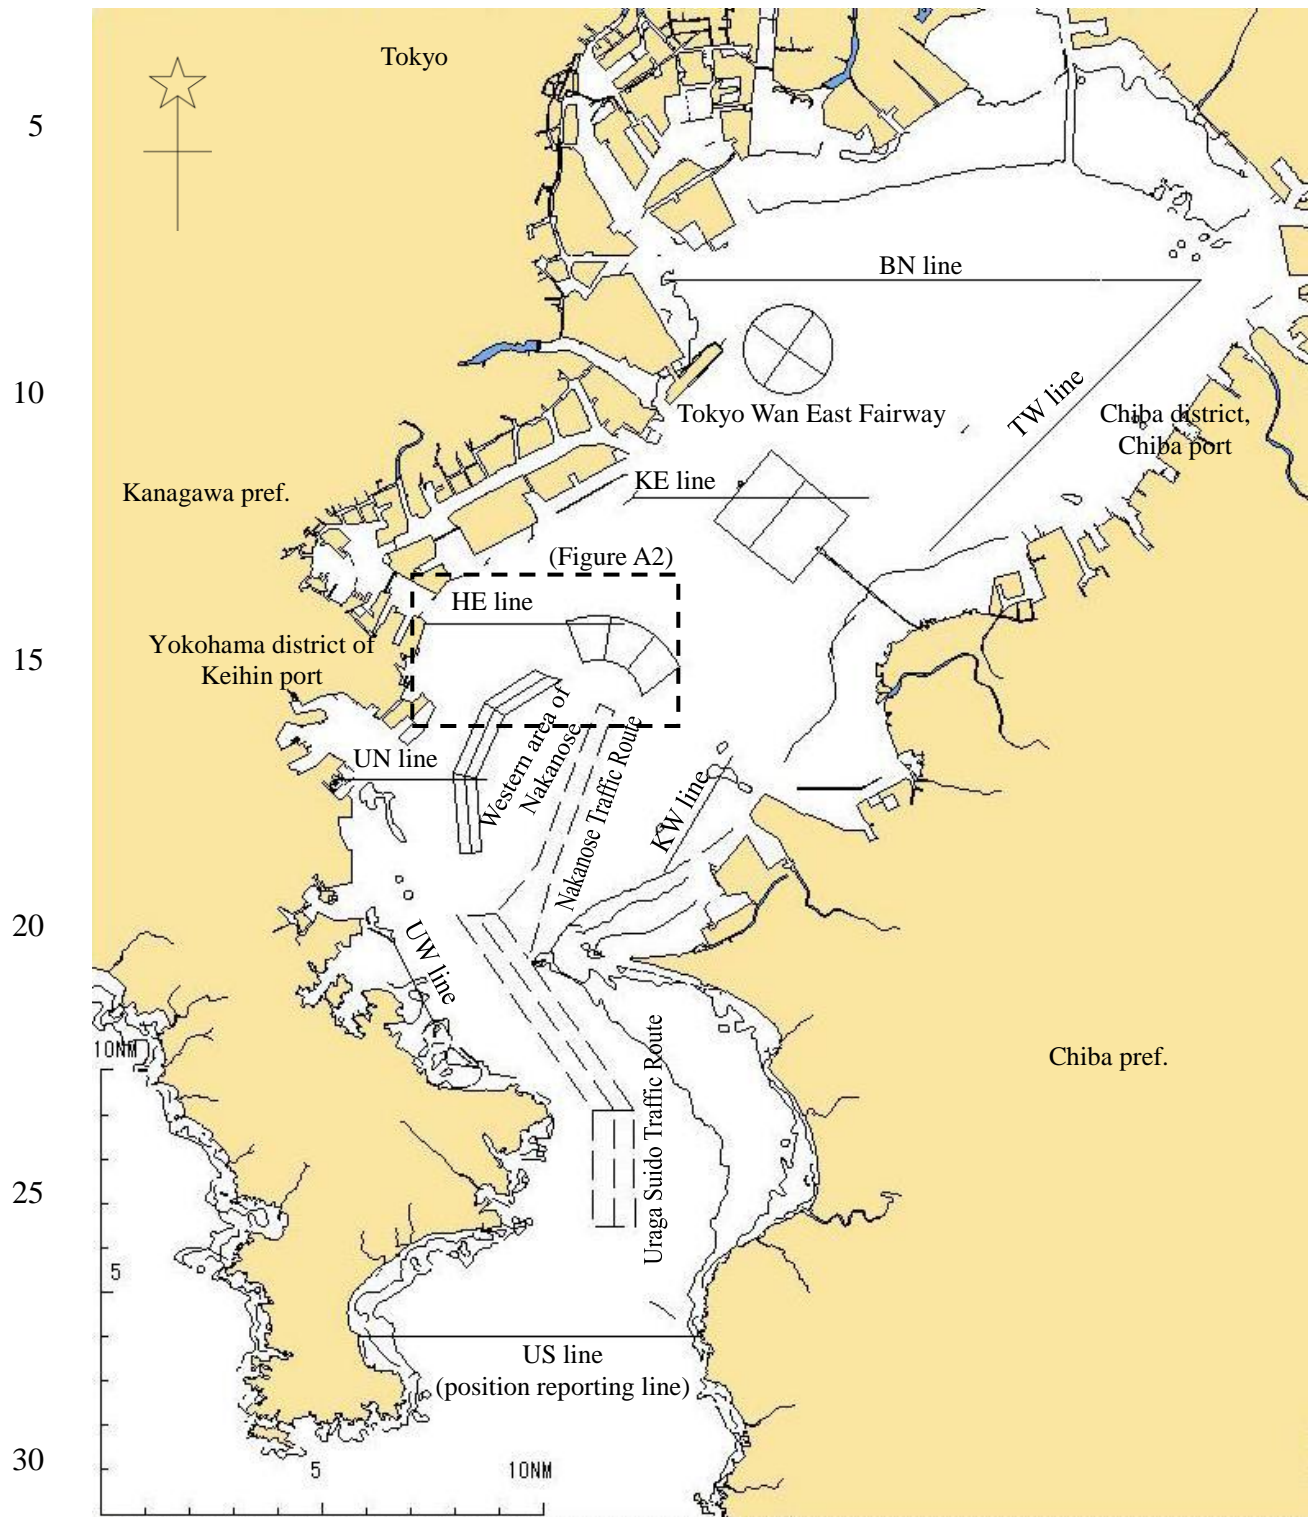 Tokyo
5
BN line
10
TW line
Tokyo Wan East Fairway
Chiba district,
Chiba port
Kanagawa pref.
KE line
(Figure A2)
HE line
15
Yokohama district of
Keihin port
UN line
Western area of
Nakanose
Nakanose Traffic Route
KW line
20
UW line
10NM
Uraga Suido Traffic Route
Chiba pref.
25
5
US line
(position reporting line)
30
5
10NM